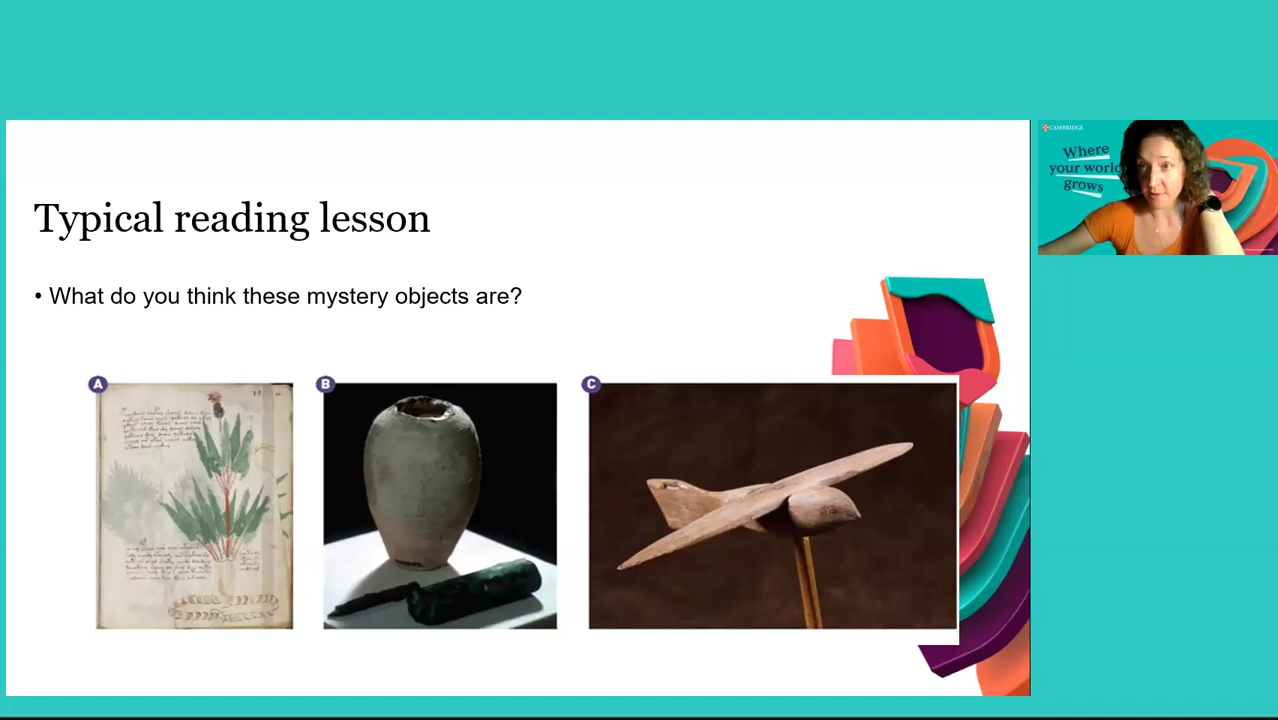 Typical reading lesson
• What do you think these mystery objects are?
A
B
C
CAMBRIDGE
Where
your world
grows